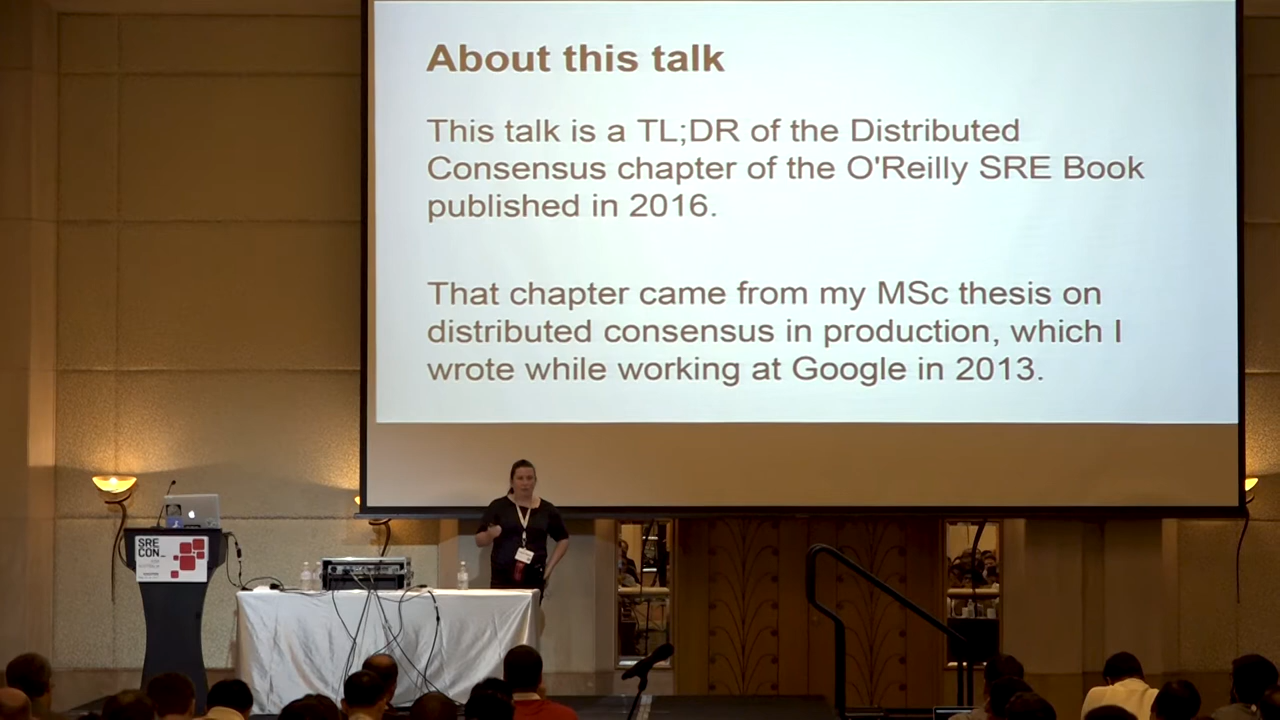 About this talk
This talk is a TL;DR of the Distributed
Consensus chapter of the O'Reilly SRE Book
published in 2016.
That chapter came from my MSc thesis on
distributed consensus in production, which I
wrote while working at Google in 2013.
SRE
CON